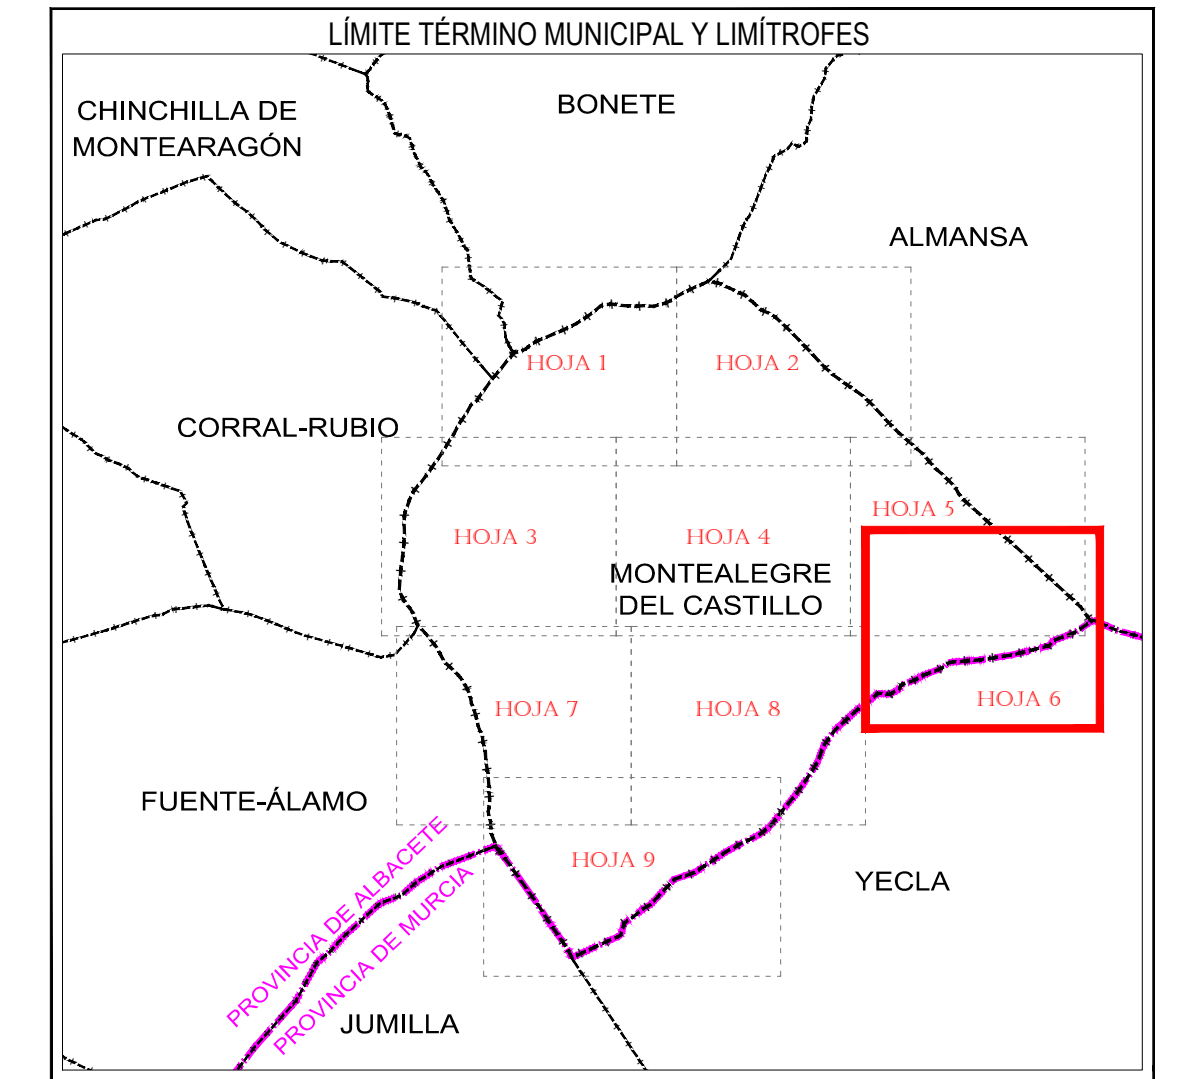 LÍMITE TÉRMINO MUNICIPAL Y LIMÍTROFES
CHINCHILLA DE
MONTEARAGÓN
BONETE
ALMANSA
HOJA 1
HOJA 2
CORRAL-RUBIO
HOJA 3
HOJA 4
HOJA 5
MONTEALEGRE
DEL CASTILLO
HOJA 6
HOJA 7
HOJA 8
FUENTE-ÁLAMO
HOJA 9
YECLA
PROVINCIA DE ALBACETE
PROVINCIA DE MURCIA
JUMILLA